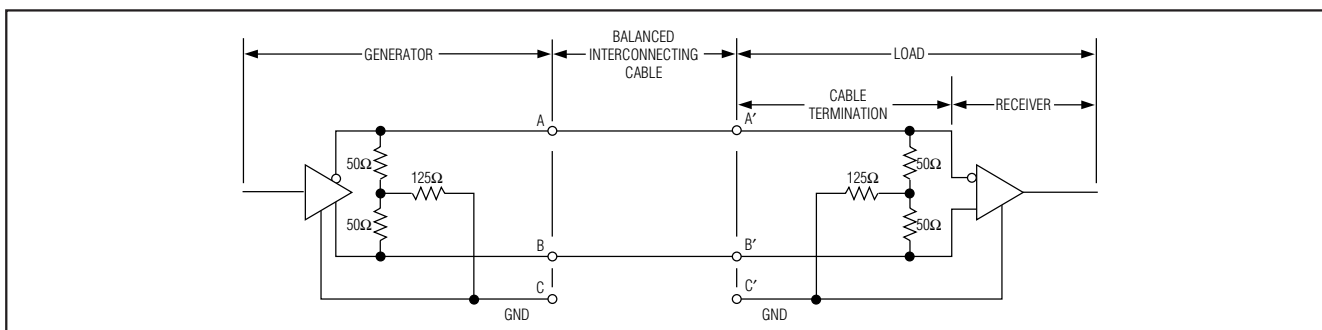 GENERATOR
BALANCED
INTERCONNECTING
CABLE
LOAD
CABLE
TERMINATION
RECEIVER
A
A′
50Ω
125Ω
50Ω
50Ω
125Ω
50Ω
B
B′
C
C′
GND
GND